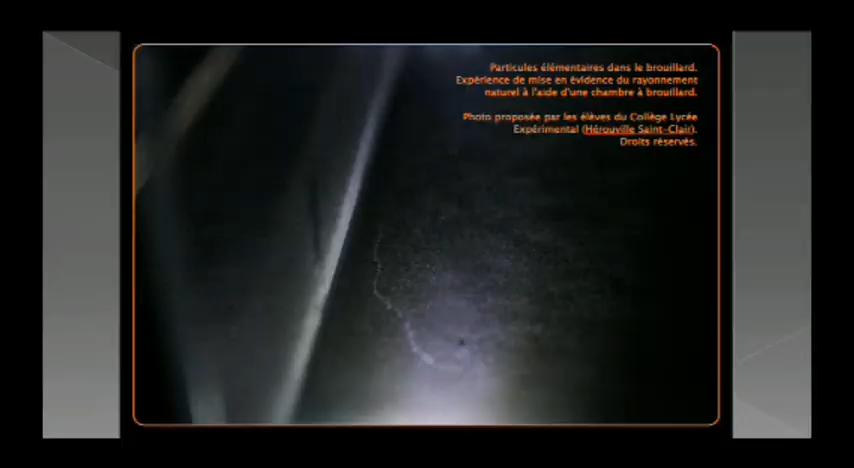 Particules élémentaires dans le brouillard.
Expérience de mise en évidence du rayonnement
naturel à l'aide d'une chambre à brouillard.
Photo proposée par les élèves du Collège Lycée
Expérimental (Hérouville Saint-Clair).
Droits réservés.